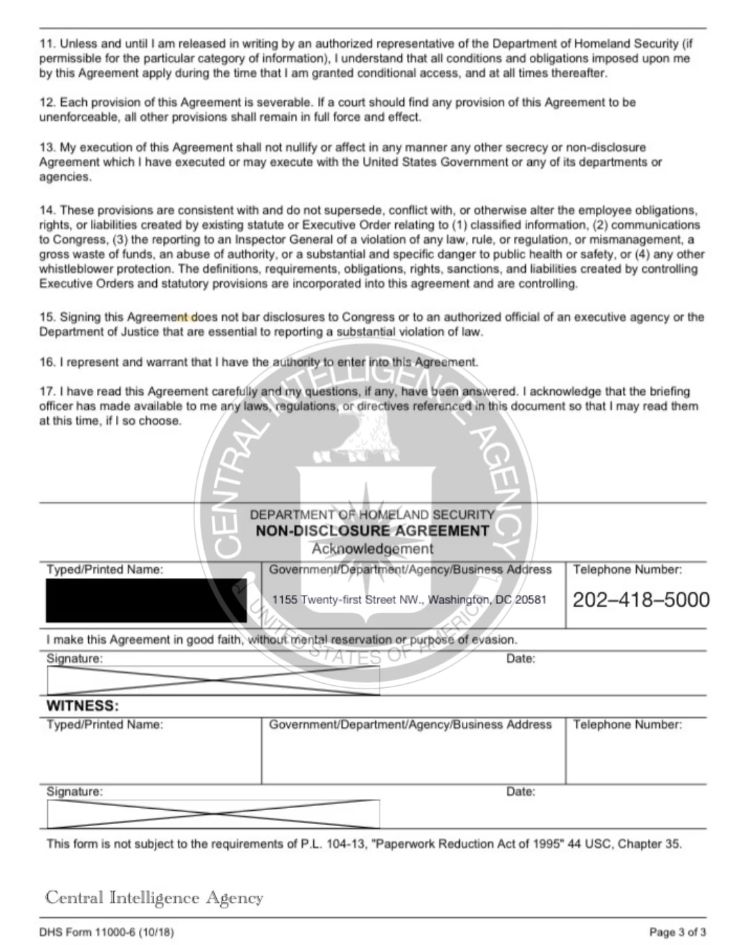 11. Unless and until I am released in writing by an authorized representative of the Department of Homeland Security (if
permissible for the particular category of information), I understand that all conditions and obligations imposed upon me
by this Agreement apply during the time that I am granted conditional access, and at all times thereafter.
12. Each provision of this Agreement is severable. If a court should find any provision of this Agreement to be
unenforceable, all other provisions shall remain in full force and effect.
13. My execution of this Agreement shall not nullify or affect in any manner any other secrecy or non-disclosure
Agreement which I have executed or may execute with the United States Government or any of its departments or
agencies.
14. These provisions are consistent with and do not supersede, conflict with, or otherwise alter the employee obligations,
rights, or liabilities created by existing statute or Executive Order relating to (1) classified information, (2) communications
to Congress, (3) the reporting to an Inspector General of a violation of any law, rule, or regulation, or mismanagement, a
gross waste of funds, an abuse of authority, or a substantial and specific danger to public health or safety, or (4) any other
whistleblower protection. The definitions, requirements, obligations, rights, sanctions, and liabilities created by controlling
Executive Orders and statutory provisions are incorporated into this agreement and are controlling.
15. Signing this Agreement does not bar disclosures to Congress or to an authorized official of an executive agency or the
Department of Justice that are essential to reporting a substantial violation of law.
16. I represent and warrant that I have the authority to enter into this Agreement.
17. I have read this Agreement carefully and my questions, if any, have been answered. I acknowledge that the briefing
officer has made available to me any laws, regulations, or directives referenced in this document so that I may read them
at this time, if I so choose.
CENTRAL INTELLIGENCE AGENCY
UNITED STATES OF AMERICA
DEPARTMENT OF HOMELAND SECURITY
NON-DISCLOSURE AGREEMENT
Acknowledgement
Typed/Printed Name: Government/Department/Agency/Business Address Telephone Number:
1155 Twenty-first Street NW., Washington, DC 20581 202–418–5000
I make this Agreement in good faith, without mental reservation or purpose of evasion.
Signature: Date:
WITNESS:
Typed/Printed Name: Government/Department/Agency/Business Address Telephone Number:
Signature: Date:
This form is not subject to the requirements of P.L. 104-13, "Paperwork Reduction Act of 1995" 44 USC, Chapter 35.
Central Intelligence Agency
DHS Form 11000-6 (10/18) Page 3 of 3